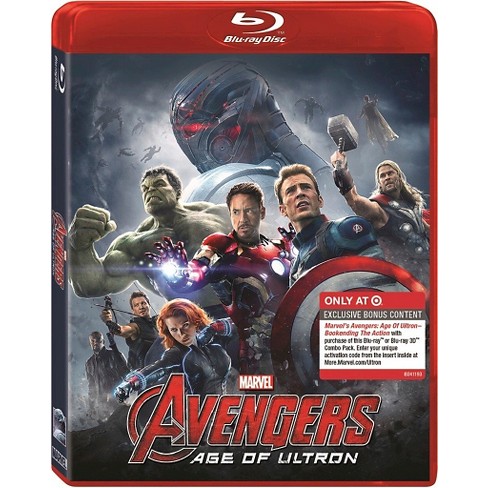 Blu-ray Disc
AVENGERS
ONLY AT
EXCLUSIVE BONUS CONTENT
Marvel's Avengers: Age Of Ultron–
Bookending The Action with
purchase of this Blu-ray™ or Blu-ray 3D™
Combo Pack. Enter your unique
activation code from the insert inside at
More.Marvel.com/Ultron
MARVEL
AVENGERS
AGE OF ULTRON